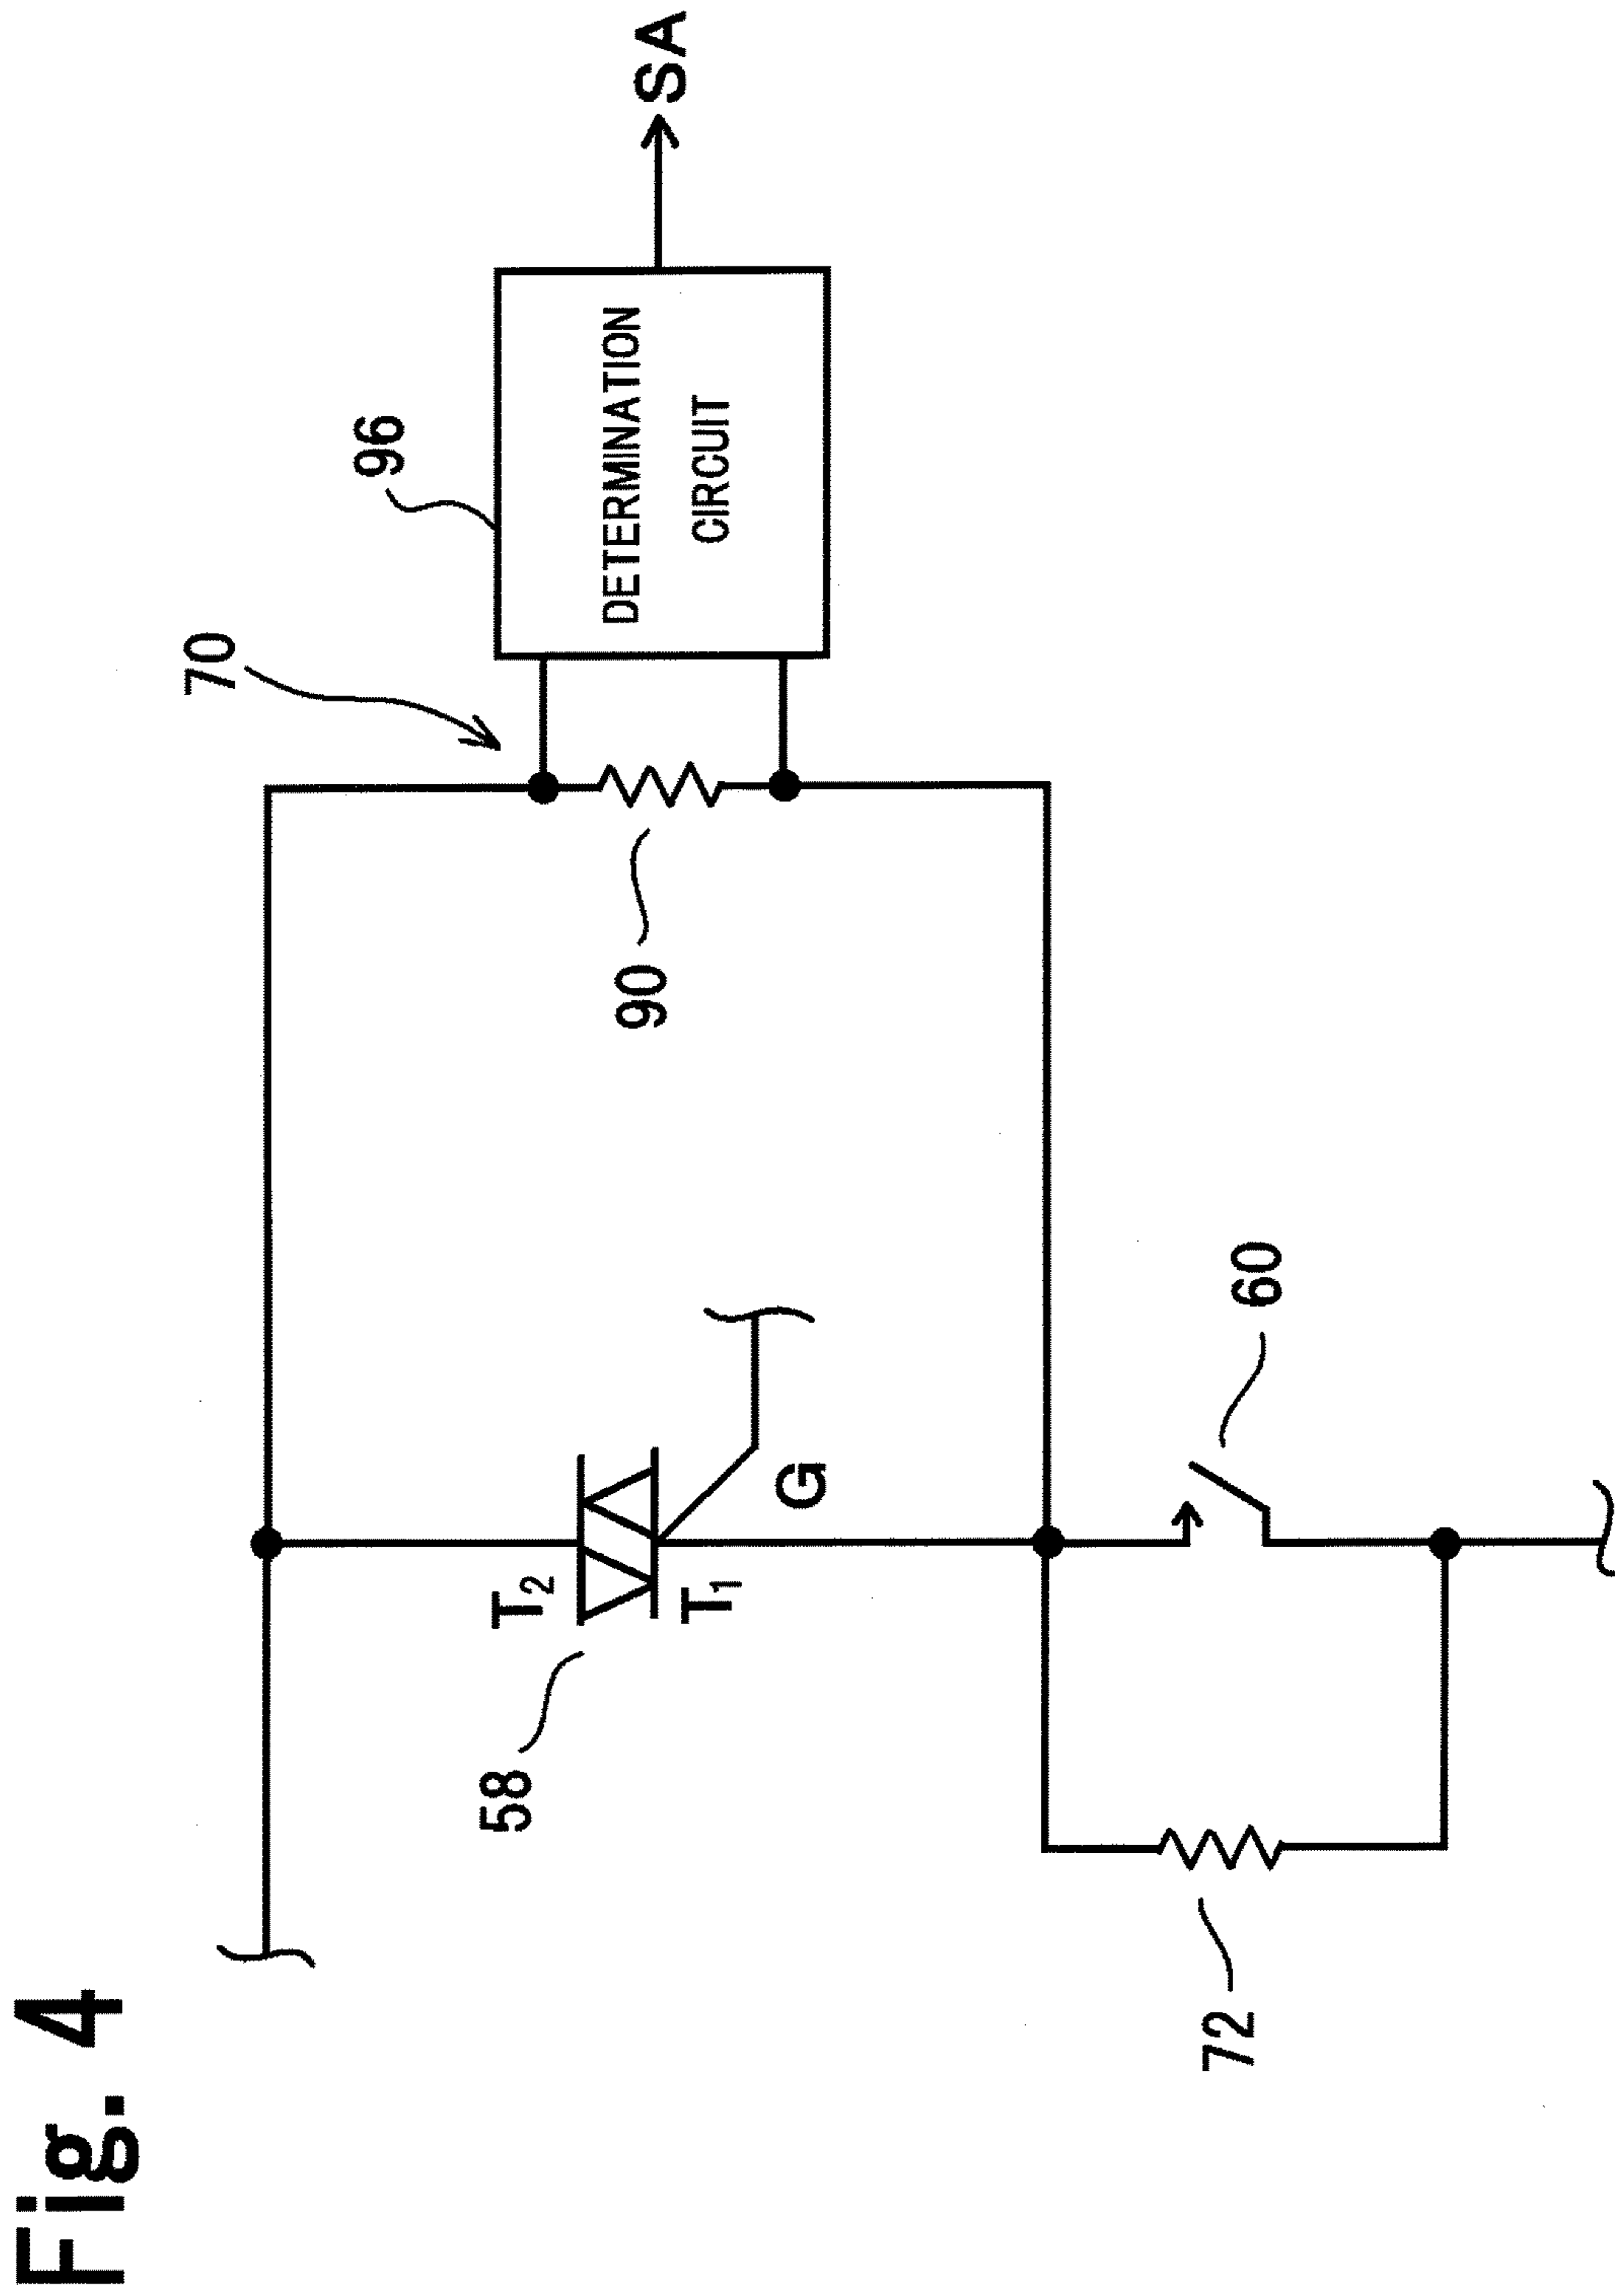 Fig. 4
70
96
SA
DETERMINATION
CIRCUIT
90
T2
58
T1
G
60
72